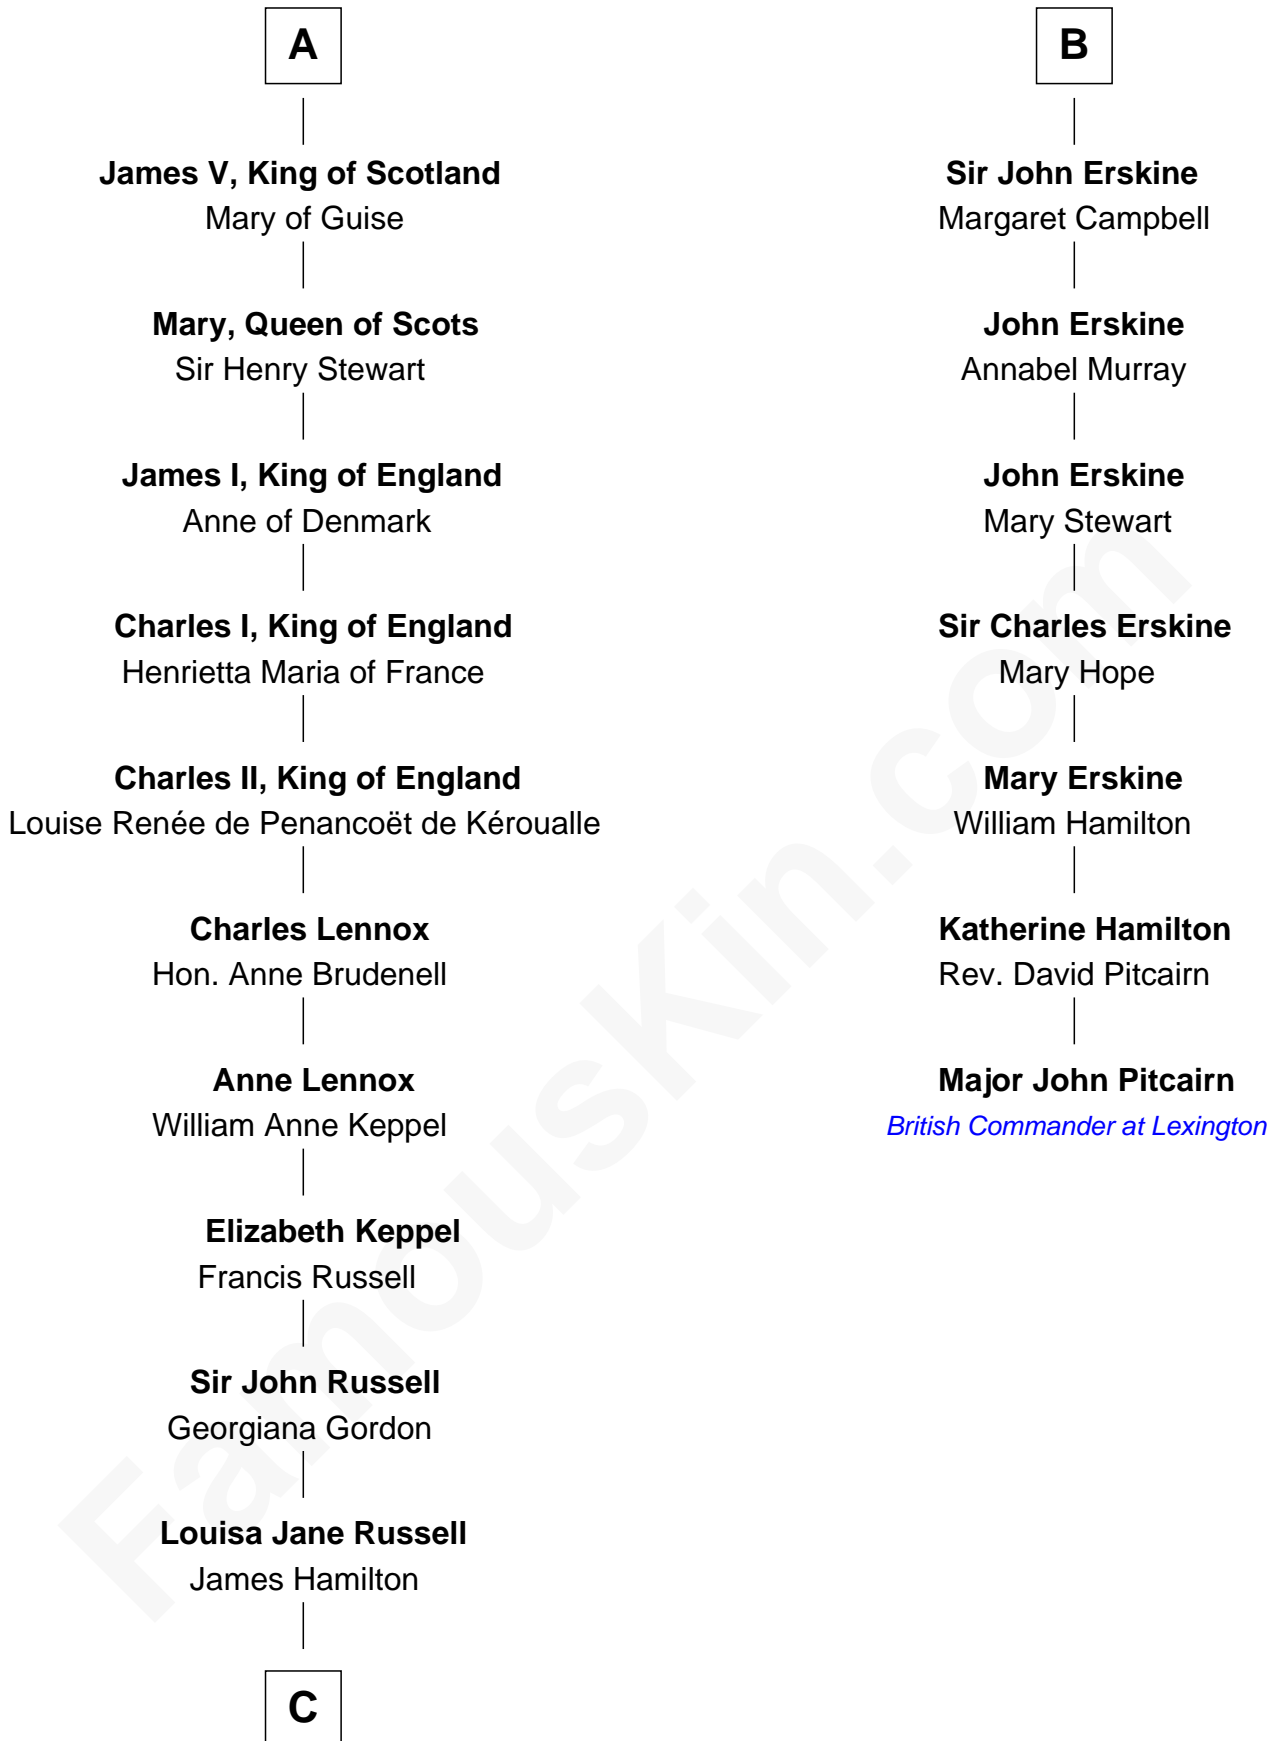 A
James V, King of Scotland
Mary of Guise
Mary, Queen of Scots
Sir Henry Stewart
James I, King of England
Anne of Denmark
Charles I, King of England
Henrietta Maria of France
Charles II, King of England
Louise Renée de Penancoët de Kéroualle
Charles Lennox
Hon. Anne Brudenell
Anne Lennox
William Anne Keppel
Elizabeth Keppel
Francis Russell
Sir John Russell
Georgiana Gordon
Louisa Jane Russell
James Hamilton
C
B
Sir John Erskine
Margaret Campbell
John Erskine
Annabel Murray
John Erskine
Mary Stewart
Sir Charles Erskine
Mary Hope
Mary Erskine
William Hamilton
Katherine Hamilton
Rev. David Pitcairn
Major John Pitcairn
British Commander at Lexington
FamousKin.com